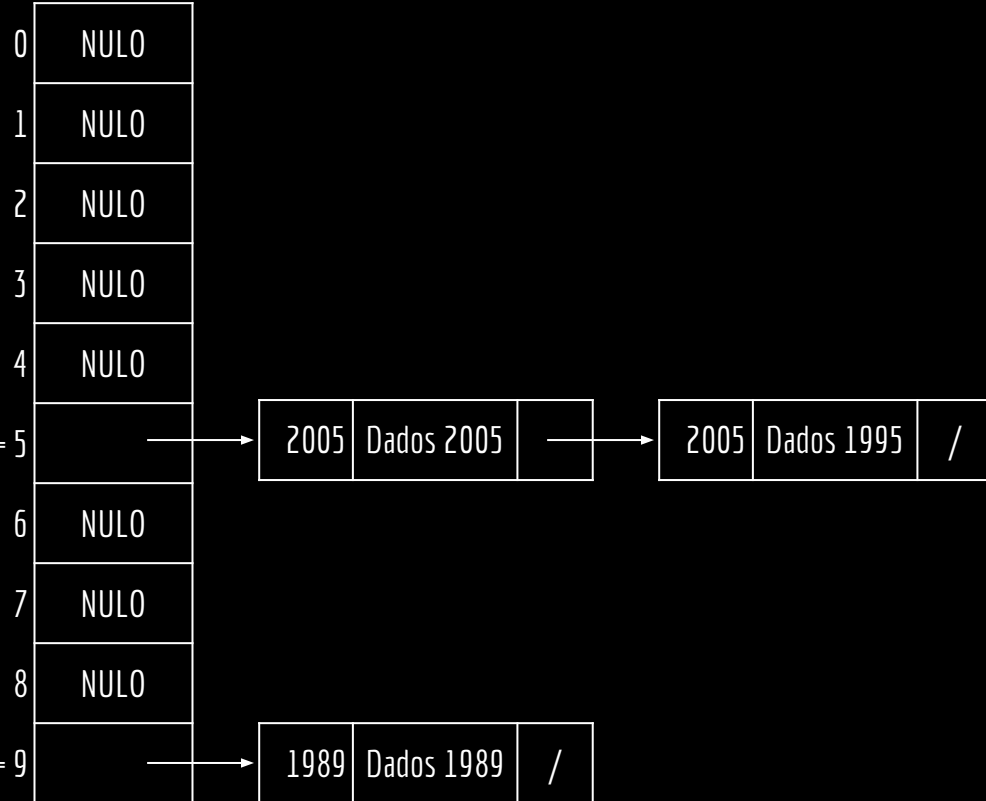 0 NULO
1 NULO
2 NULO
3 NULO
4 NULO
= 5 2005 Dados 2005 2005 Dados 1995 /
6 NULO
7 NULO
8 NULO
= 9 1989 Dados 1989 /